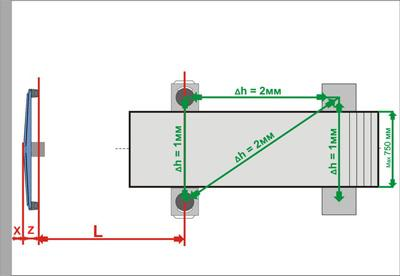 Δh = 2мм
Δh = 1мм
Δh = 2мм
Δh = 1мм
Max 750 мм
X
Z
L